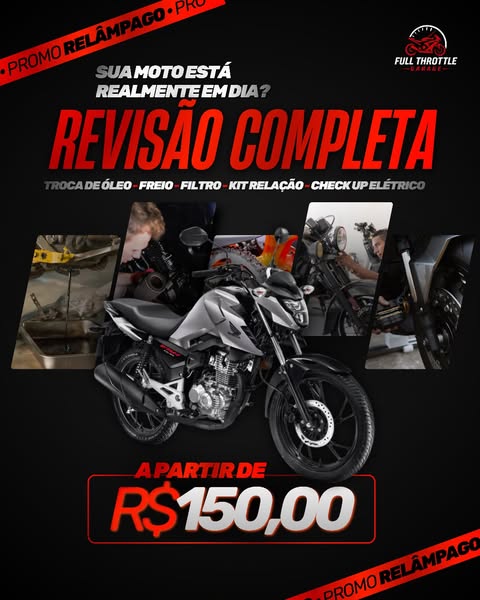 • PROMO RELÂMPAGO • PRO
FULL THROTTLE
GARAGE
SUA MOTO ESTÁ
REALMENTE EM DIA?
REVISÃO COMPLETA
TROCA DE ÓLEO - FREIO - FILTRO - KIT RELAÇÃO - CHECK UP ELÉTRICO
A PARTIR DE
R$150,00
• PROMO RELÂMPAGO